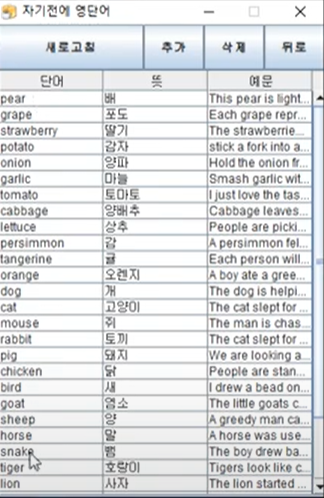 자기전에 영단어
새로고침 추가 삭제 뒤로
단어 뜻 예문
pear 배 This pear is light...
grape 포도 Each grape repr...
strawberry 딸기 The strawberrie...
potato 감자 stick a fork into a...
onion 양파 Hold the onion fr...
garlic 마늘 Smash garlic wit...
tomato 토마토 I just love the tas...
cabbage 양배추 Cabbage leaves...
lettuce 상추 People are picki...
persimmon 감 A persimmon fel...
tangerine 귤 Each person will...
orange 오렌지 A boy ate a gree...
dog 개 The dog is helpi...
cat 고양이 The cat slept for ...
mouse 쥐 The man is chas...
rabbit 토끼 The cat slept for ...
pig 돼지 We are looking a...
chicken 닭 People are stan...
bird 새 I drew a bead on...
goat 염소 The little goats c...
sheep 양 A greedy man ca...
horse 말 A horse was use...
snake 뱀 The boy drew ba...
tiger 호랑이 Tigers look like c...
lion 사자 The lion started ...